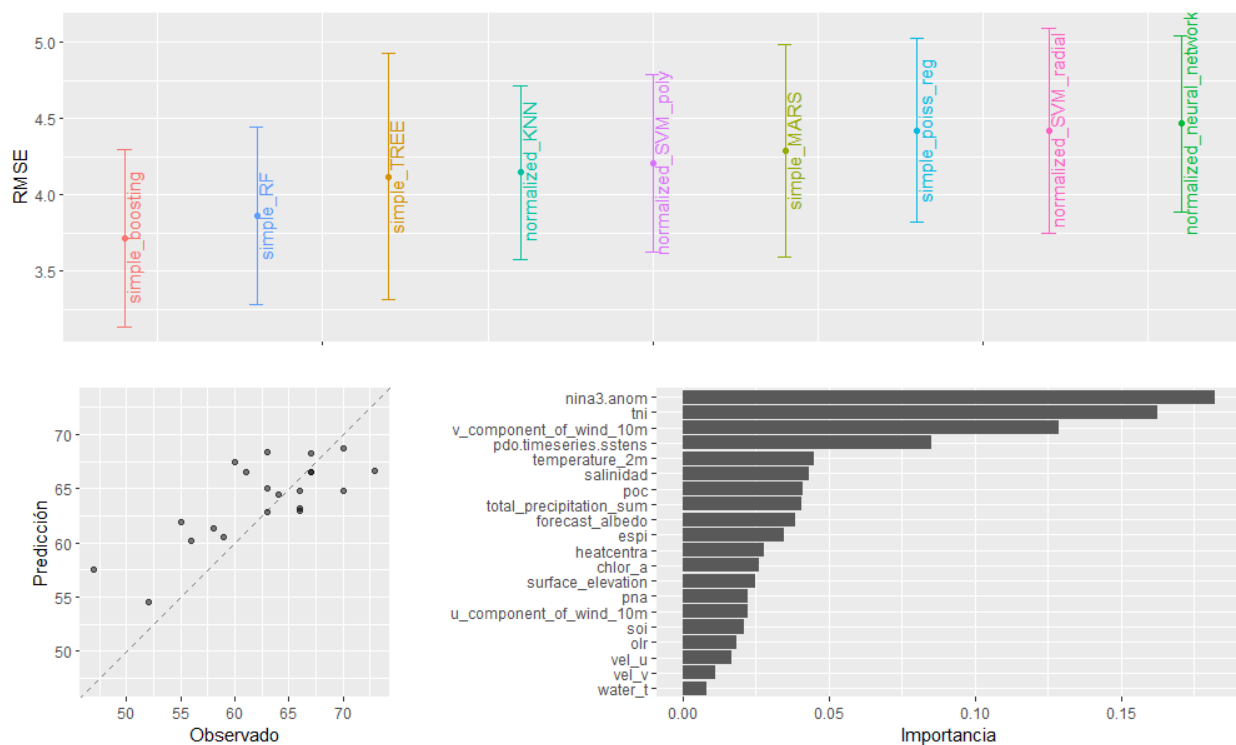 RMSE
5.0
4.5
4.0
3.5
simple_boosting
simple_RF
simple_TREE
normalized_KNN
normalized_SVM_poly
simple_MARS
simple_poiss_reg
normalized_SVM_radial
normalized_neural_network
Predicción
70
65
60
55
50
50 55 60 65 70
Observado
nina3.anom
tni
v_component_of_wind_10m
pdo.timeseries.sstens
temperature_2m
salinidad
poc
total_precipitation_sum
forecast_albedo
espi
heatcentra
chlor_a
surface_elevation
pna
u_component_of_wind_10m
soi
olr
vel_u
vel_v
water_t
0.00 0.05 0.10 0.15
Importancia